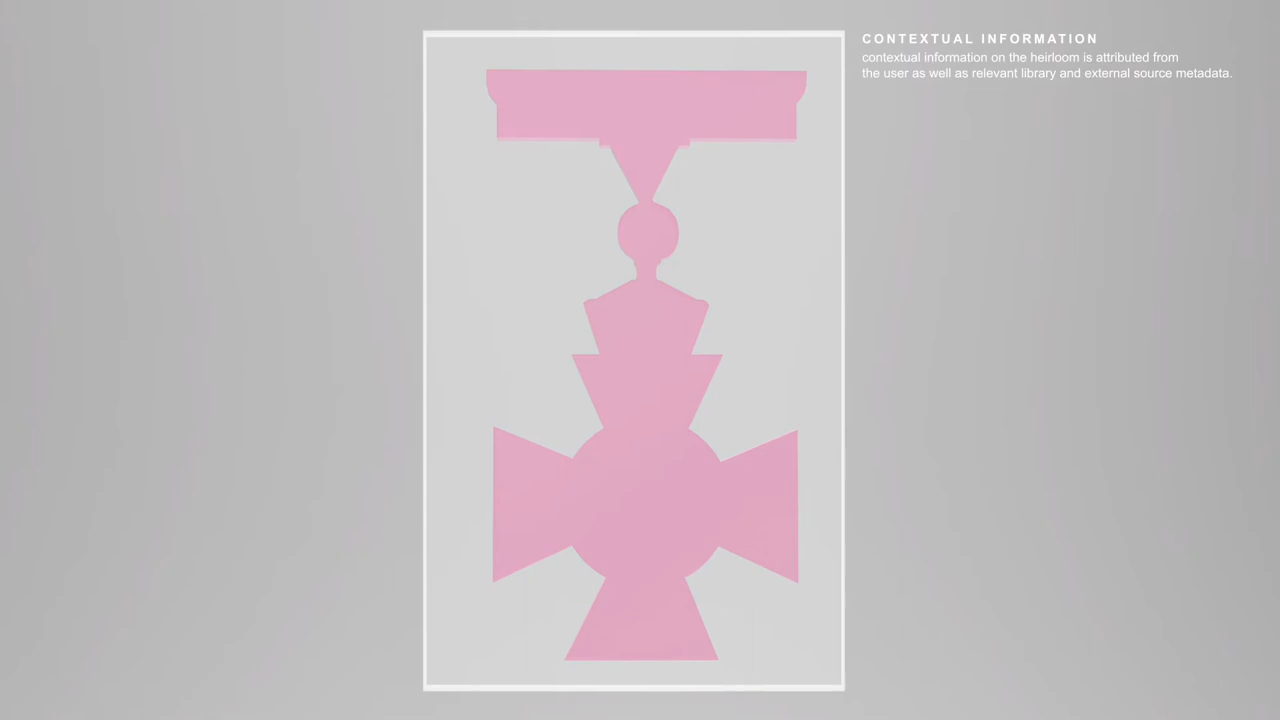 CONTEXTUAL INFORMATION
contextual information on the heirloom is attributed from
the user as well as relevant library and external source metadata.